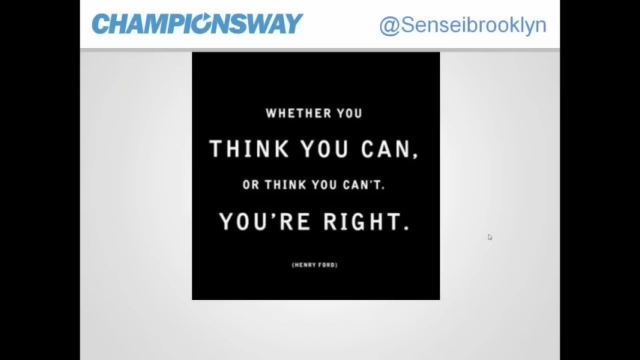 CHAMPIONSWAY @Senseibrooklyn
WHETHER YOU
THINK YOU CAN,
OR THINK YOU CAN'T.
YOU'RE RIGHT.
(HENRY FORD)